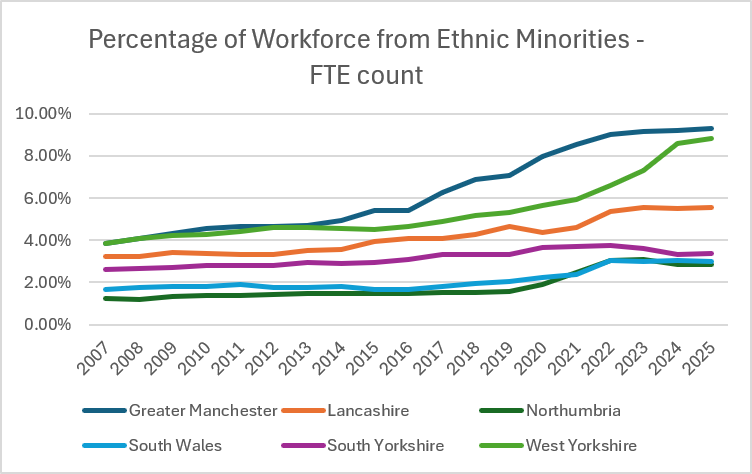 Percentage of Workforce from Ethnic Minorities -
FTE count
10.00%
8.00%
6.00%
4.00%
2.00%
0.00%
2007 2008 2009 2010 2011 2012 2013 2014 2015 2016 2017 2018 2019 2020 2021 2022 2023 2024 2025
Greater Manchester Lancashire Northumbria
South Wales South Yorkshire West Yorkshire